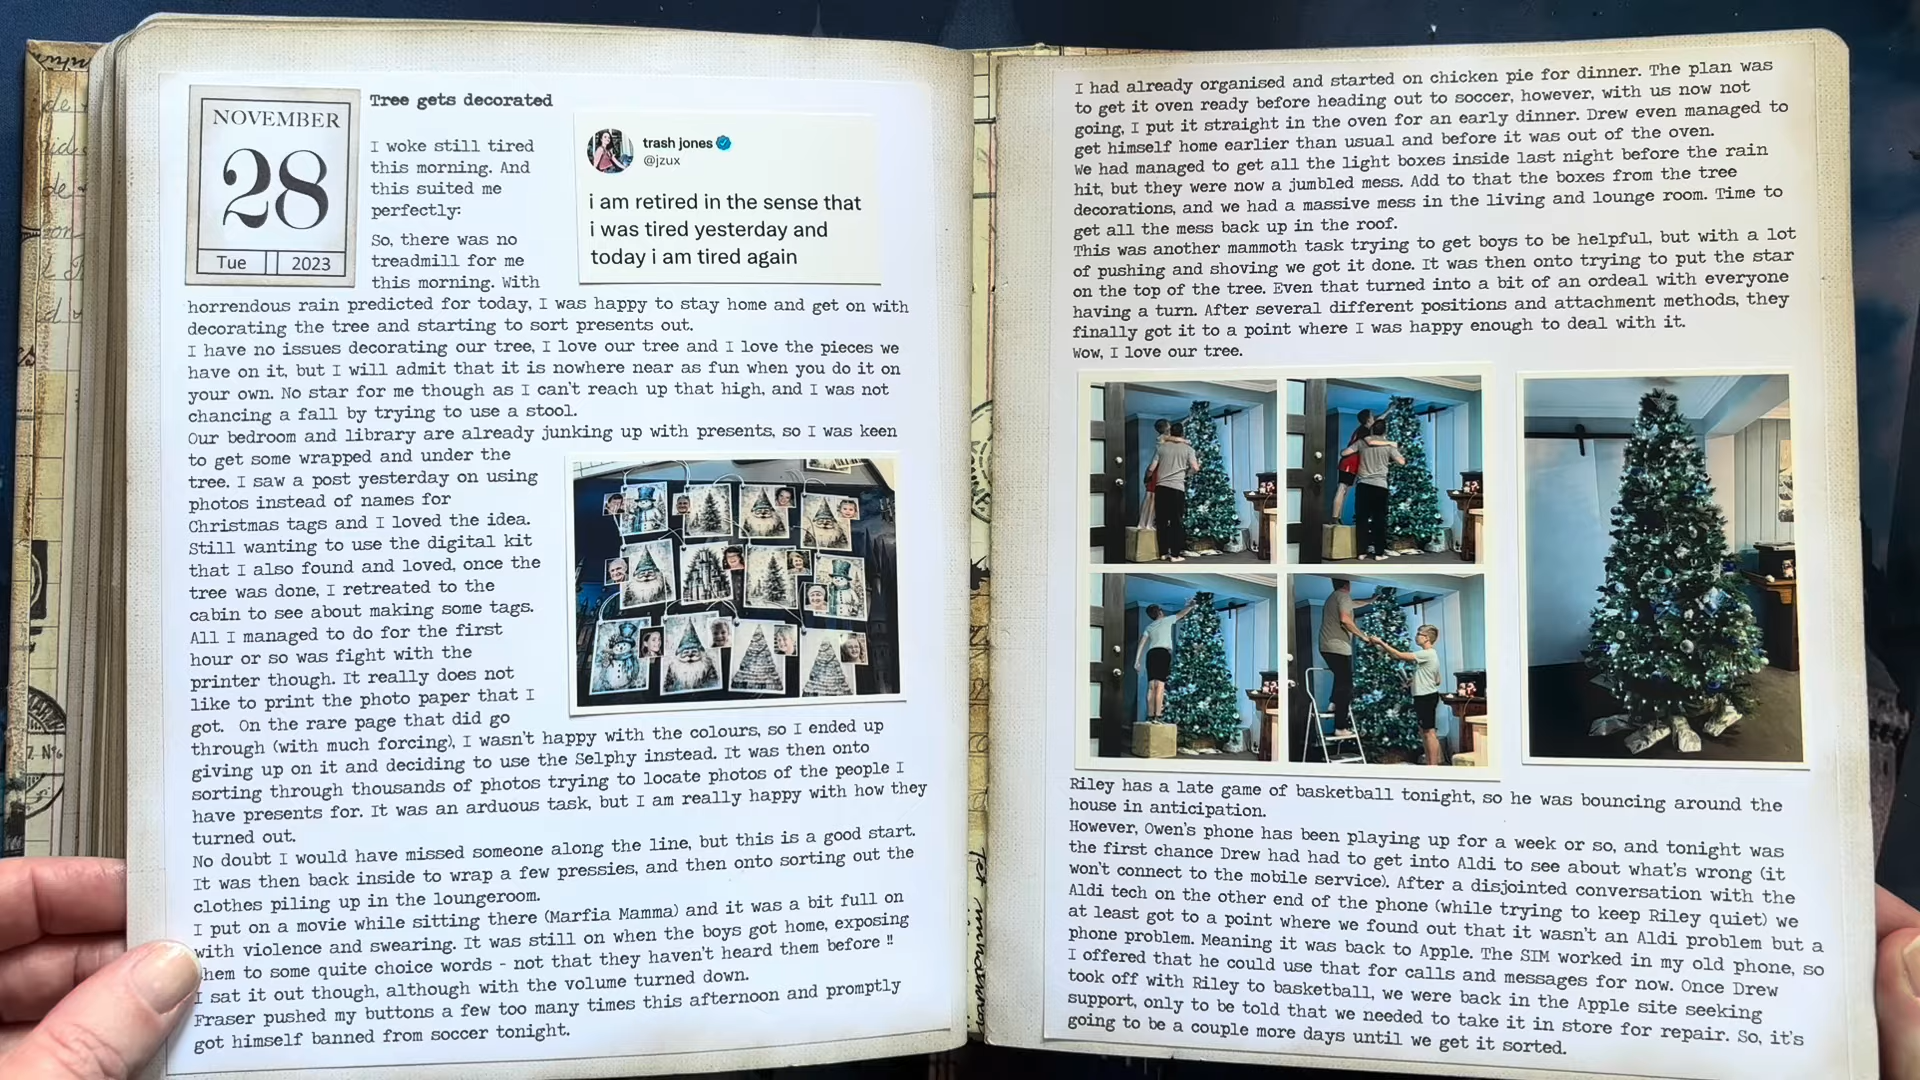 NOVEMBER
28
Tue 2023
Tree gets decorated
I woke still tired
this morning. And
this suited me
perfectly:
trash jones
@jzux
i am retired in the sense that
i was tired yesterday and
today i am tired again
So, there was no
treadmill for me
this morning. With
horrendous rain predicted for today, I was happy to stay home and get on with
decorating the tree and starting to sort presents out.
I have no issues decorating our tree, I love our tree and I love the pieces we
have on it, but I will admit that it is nowhere near as fun when you do it on
your own. No star for me though as I can't reach up that high, and I was not
chancing a fall by trying to use a stool.
Our bedroom and library are already junking up with presents, so I was keen
to get some wrapped and under the
tree. I saw a post yesterday on using
photos instead of names for
Christmas tags and I loved the idea.
Still wanting to use the digital kit
that I also found and loved, once the
tree was done, I retreated to the
cabin to see about making some tags.
All I managed to do for the first
hour or so was fight with the
printer though. It really does not
like to print the photo paper that I
got. On the rare page that did go
through (with much forcing), I wasn't happy with the colours, so I ended up
giving up on it and deciding to use the Selphy instead. It was then onto
sorting through thousands of photos trying to locate photos of the people I
have presents for. It was an arduous task, but I am really happy with how they
turned out.
No doubt I would have missed someone along the line, but this is a good start.
It was then back inside to wrap a few pressies, and then onto sorting out the
clothes piling up in the loungeroom.
I put on a movie while sitting there (Marfia Mamma) and it was a bit full on
with violence and swearing. It was still on when the boys got home, exposing
them to some quite choice words - not that they haven't heard them before !!
I sat it out though, although with the volume turned down.
Fraser pushed my buttons a few too many times this afternoon and promptly
got himself banned from soccer tonight.
I had already organised and started on chicken pie for dinner. The plan was
to get it oven ready before heading out to soccer, however, with us now not
going, I put it straight in the oven for an early dinner. Drew even managed to
get himself home earlier than usual and before it was out of the oven.
We had managed to get all the light boxes inside last night before the rain
hit, but they were now a jumbled mess. Add to that the boxes from the tree
decorations, and we had a massive mess in the living and lounge room. Time to
get all the mess back up in the roof.
This was another mammoth task trying to get boys to be helpful, but with a lot
of pushing and shoving we got it done. It was then onto trying to put the star
on the top of the tree. Even that turned into a bit of an ordeal with everyone
having a turn. After several different positions and attachment methods, they
finally got it to a point where I was happy enough to deal with it.
Wow, I love our tree.
Riley has a late game of basketball tonight, so he was bouncing around the
house in anticipation.
However, Owen's phone has been playing up for a week or so, and tonight was
the first chance Drew had had to get into Aldi to see about what's wrong (it
won't connect to the mobile service). After a disjointed conversation with the
Aldi tech on the other end of the phone (while trying to keep Riley quiet) we
at least got to a point where we found out that it wasn't an Aldi problem but a
phone problem. Meaning it was back to Apple. The SIM worked in my old phone, so
I offered that he could use that for calls and messages for now. Once Drew
took off with Riley to basketball, we were back in the Apple site seeking
support, only to be told that we needed to take it in store for repair. So, it's
going to be a couple more days until we get it sorted.